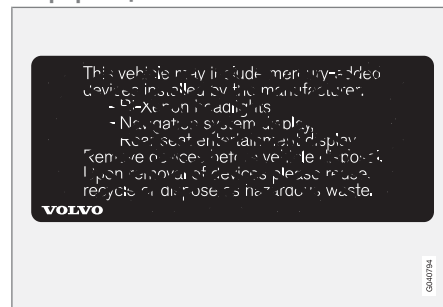 This vehicle may include mercury-added
devices installed by the manufacturer:
- Bi-Xenon headlights
- Navigation system display
- Rear seat entertainment display
Remove devices before vehicle disposal.
Upon removal of devices please reuse,
recycle or dispose as hazardous waste.
VOLVO
G040794